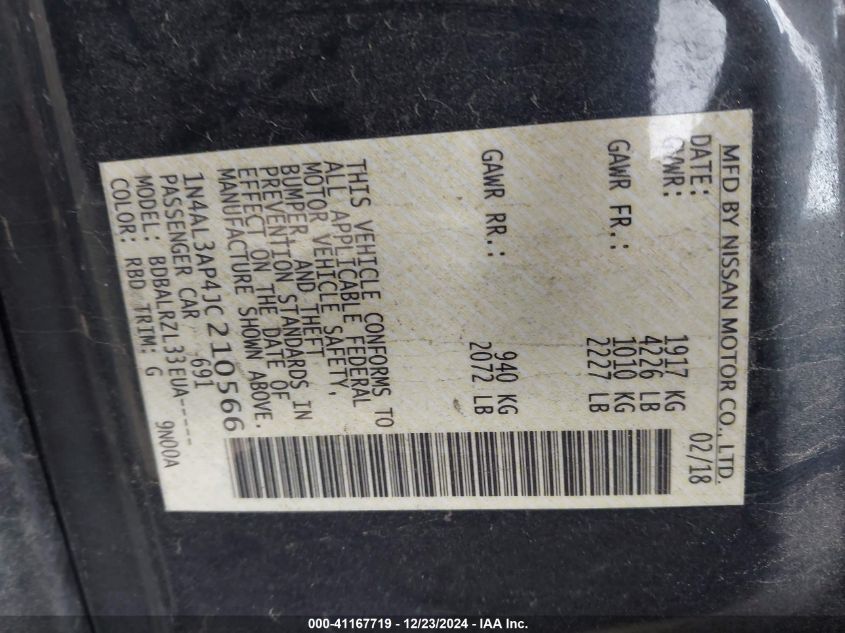 MFD BY NISSAN MOTOR CO., LTD.
DATE: 02/18
GVWR: 1917 KG
4226 LB
GAWR FR.: 1010 KG
2227 LB
GAWR RR.: 940 KG
2072 LB
THIS VEHICLE CONFORMS TO
ALL APPLICABLE FEDERAL
MOTOR VEHICLE SAFETY,
BUMPER AND THEFT
PREVENTION STANDARDS IN
EFFECT ON THE DATE OF
MANUFACTURE SHOWN ABOVE.
1N4AL3AP4JC210566
PASSENGER CAR 691
MODEL: BDBALRZL33EUA-----
COLOR: RBD TRIM: G 9N00A
000-41167719 - 12/23/2024 - IAA Inc.